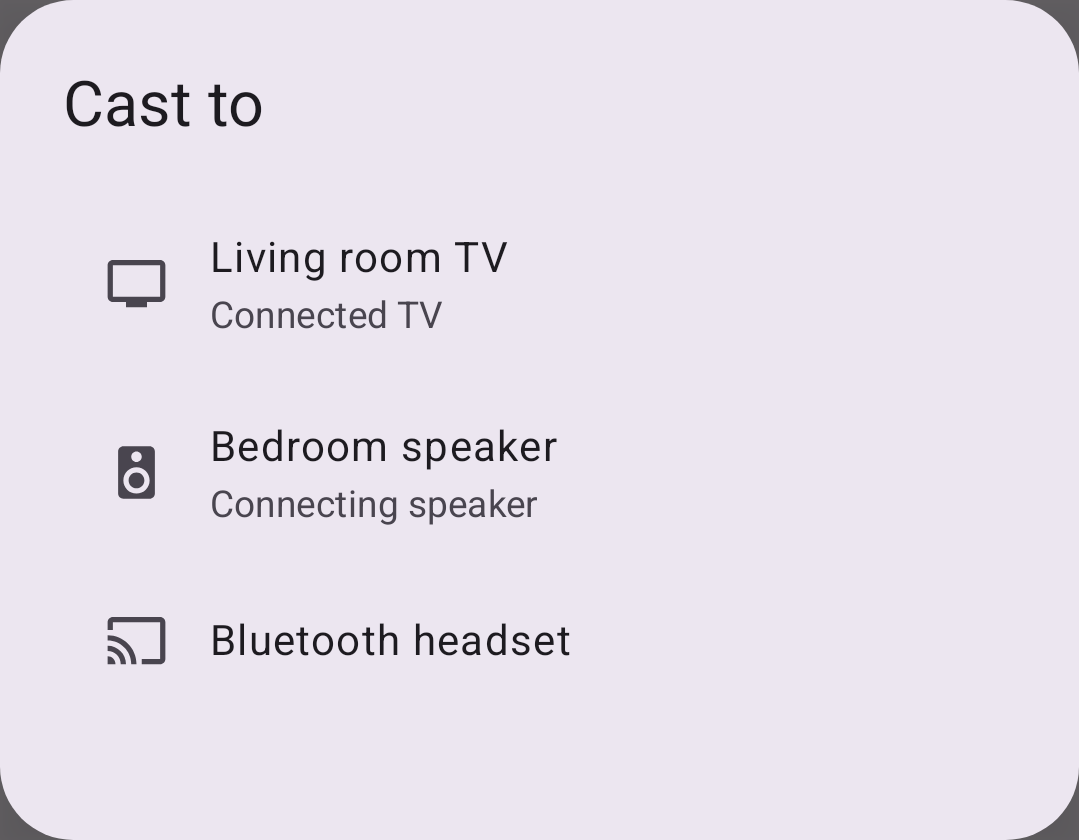 Cast to
Living room TV
Connected TV
Bedroom speaker
Connecting speaker
Bluetooth headset